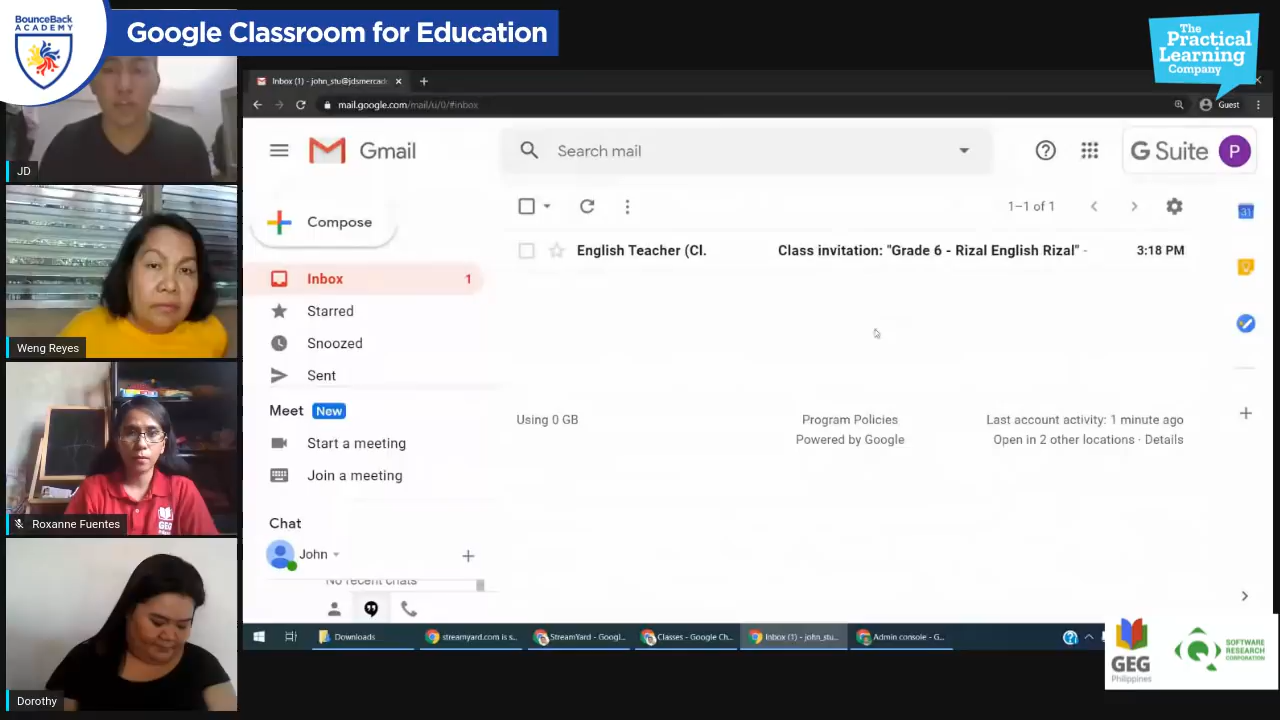 BounceBack
ACADEMY
Google Classroom for Education
The
Practical
Learning
Company
JD
Weng Reyes
Roxanne Fuentes
GEG
Dorothy
Inbox (1) - john_stu@jdsmercad
mail.google.com/mail/u/0/#inbox
Guest
Gmail
Search mail
G Suite
P
Compose
1–1 of 1
31
English Teacher (Cl.
Class invitation: "Grade 6 - Rizal English Rizal" -
3:18 PM
Inbox
1
Starred
Snoozed
Sent
Meet
New
Start a meeting
Join a meeting
Using 0 GB
Program Policies
Powered by Google
Last account activity: 1 minute ago
Open in 2 other locations · Details
Chat
John
No recent chats
Downloads
streamyard.com is s...
StreamYard - Googl...
Classes - Google Ch...
Inbox (1) - john_stu...
Admin console - G...
GEG
Philippines
SOFTWARE
RESEARCH
CORPORATION